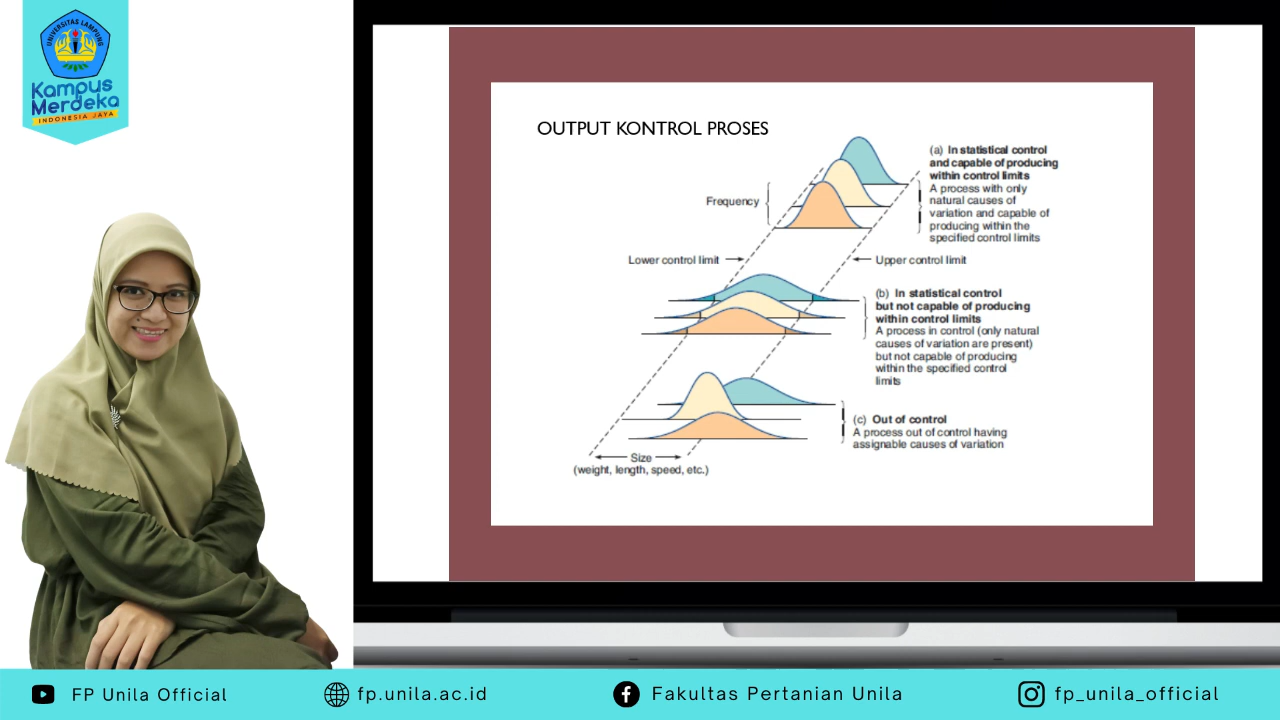 UNIVERSITAS LAMPUNG
Kampus
Merdeka
INDONESIA JAYA
OUTPUT KONTROL PROSES
Frequency
(a) In statistical control
and capable of producing
within control limits
A process with only
natural causes of
variation and capable of
producing within the
specified control limits
Lower control limit
Upper control limit
(b) In statistical control
but not capable of producing
within control limits
A process in control (only natural
causes of variation are present)
but not capable of producing
within the specified control
limits
(c) Out of control
A process out of control having
assignable causes of variation
Size
(weight, length, speed, etc.)
FP Unila Official
fp.unila.ac.id
Fakultas Pertanian Unila
fp_unila_official